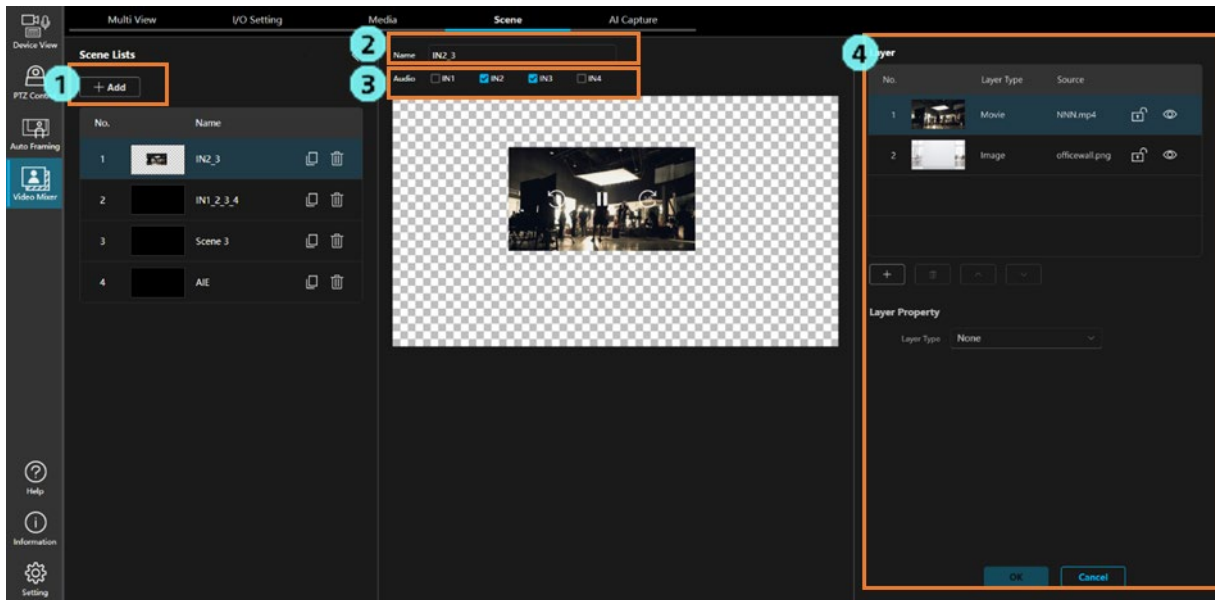 Multi View I/O Setting Media Scene AI Capture
Device View
PTZ Con
Auto Framing
Video Mixer
Help
Information
Setting
1
Scene Lists
+ Add
No. Name
1 IN2_3
2 IN1_2_3_4
3 Scene 3
4 AIE
2
Name IN2_3
3
Audio IN1 IN2 IN3 IN4
4
ayer
No. Layer Type Source
1 Movie NNN.mp4
2 Image officewall.png
+
Layer Property
Layer Type None
OK Cancel